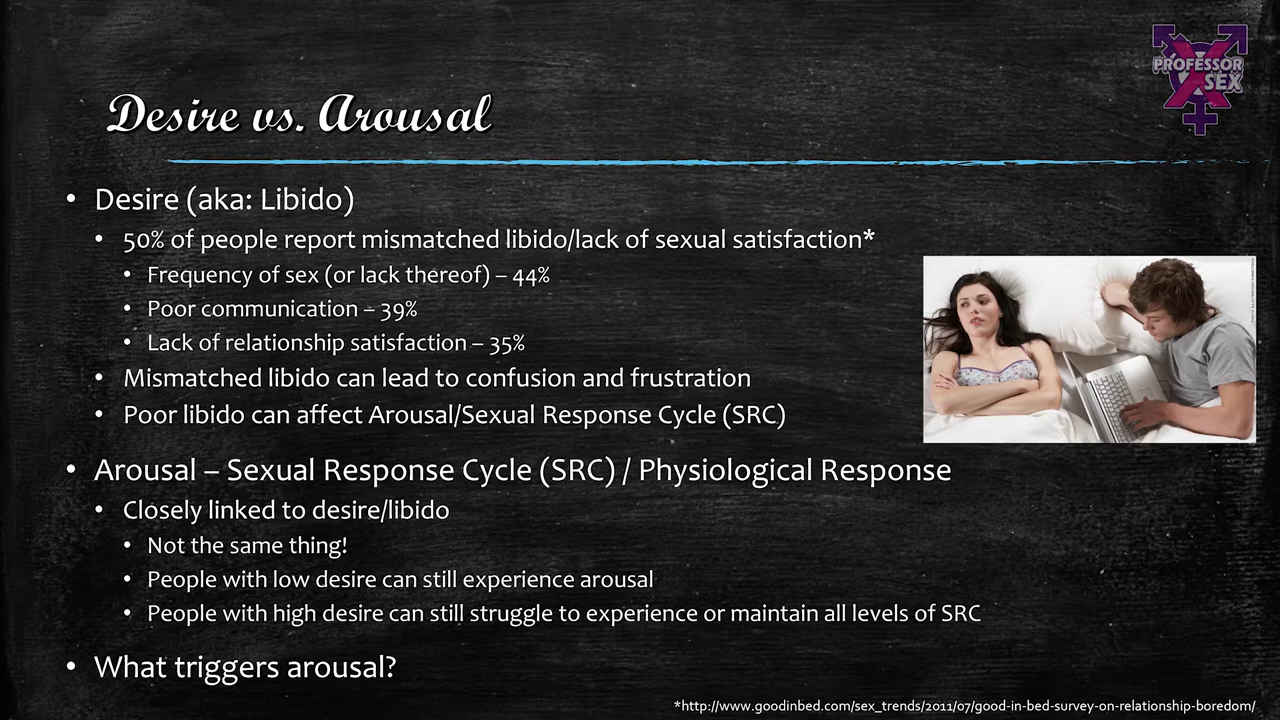 PROFESSOR
SEX
Desire vs. Arousal
• Desire (aka: Libido)
• 50% of people report mismatched libido/lack of sexual satisfaction*
• Frequency of sex (or lack thereof) – 44%
• Poor communication – 39%
• Lack of relationship satisfaction – 35%
• Mismatched libido can lead to confusion and frustration
• Poor libido can affect Arousal/Sexual Response Cycle (SRC)
• Arousal – Sexual Response Cycle (SRC) / Physiological Response
• Closely linked to desire/libido
• Not the same thing!
• People with low desire can still experience arousal
• People with high desire can still struggle to experience or maintain all levels of SRC
• What triggers arousal?
*http://www.goodinbed.com/sex_trends/2011/07/good-in-bed-survey-on-relationship-boredom/